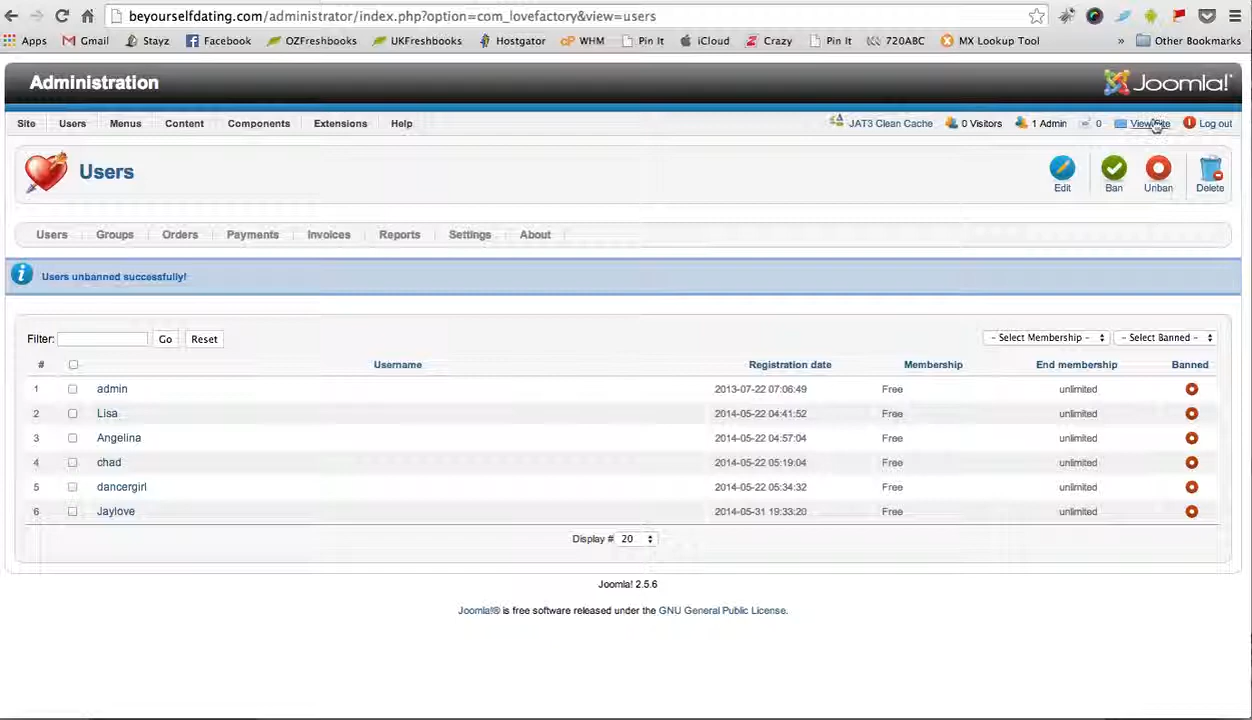 beyourselfdating.com/administrator/index.php?option=com_lovefactory&view=users
Apps Gmail Stayz Facebook OZFreshbooks UKFreshbooks Hostgator WHM Pin It iCloud Crazy Pin It 720ABC MX Lookup Tool » Other Bookmarks
Administration Joomla!
Site Users Menus Content Components Extensions Help JAT3 Clean Cache 0 Visitors 1 Admin 0 View Site Log out
Users Edit Ban Unban Delete
Users Groups Orders Payments Invoices Reports Settings About
Users unbanned successfully!
Filter: Go Reset - Select Membership - - Select Banned -
# Username Registration date Membership End membership Banned
1 admin 2013-07-22 07:06:49 Free unlimited
2 Lisa 2014-05-22 04:41:52 Free unlimited
3 Angelina 2014-05-22 04:57:04 Free unlimited
4 chad 2014-05-22 05:19:04 Free unlimited
5 dancergirl 2014-05-22 05:34:32 Free unlimited
6 Jaylove 2014-05-31 19:33:20 Free unlimited
Display # 20
Joomla! 2.5.6
Joomla!® is free software released under the GNU General Public License.